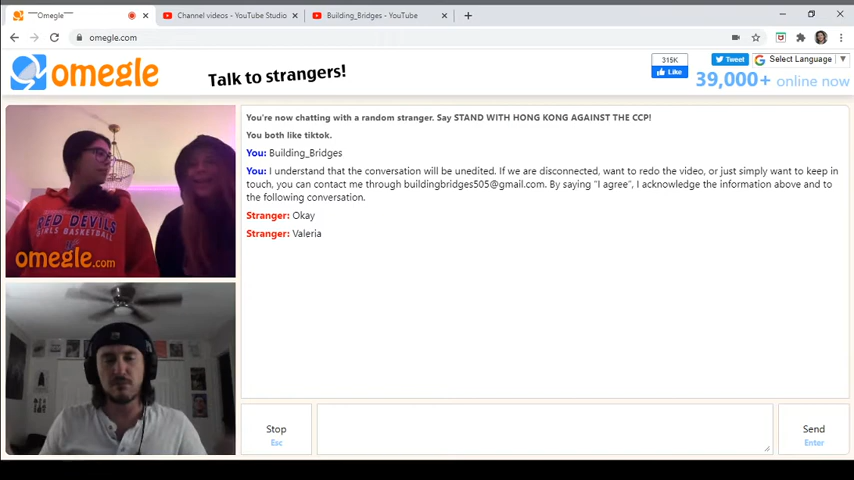 ""Omegle""
Channel videos - YouTube Studio
Building_Bridges - YouTube
omegle.com
omegle
Talk to strangers!
315K
Like
Tweet
Select Language
39,000+ online now
You're now chatting with a random stranger. Say STAND WITH HONG KONG AGAINST THE CCP!
You both like tiktok.
You: Building_Bridges
You: I understand that the conversation will be unedited. If we are disconnected, want to redo the video, or just simply want to keep in
touch, you can contact me through buildingbridges505@gmail.com. By saying "I agree", I acknowledge the information above and to
the following conversation.
Stranger: Okay
Stranger: Valeria
RED DEVILS
GIRLS BASKETBALL
omegle.com
Stop
Esc
Send
Enter